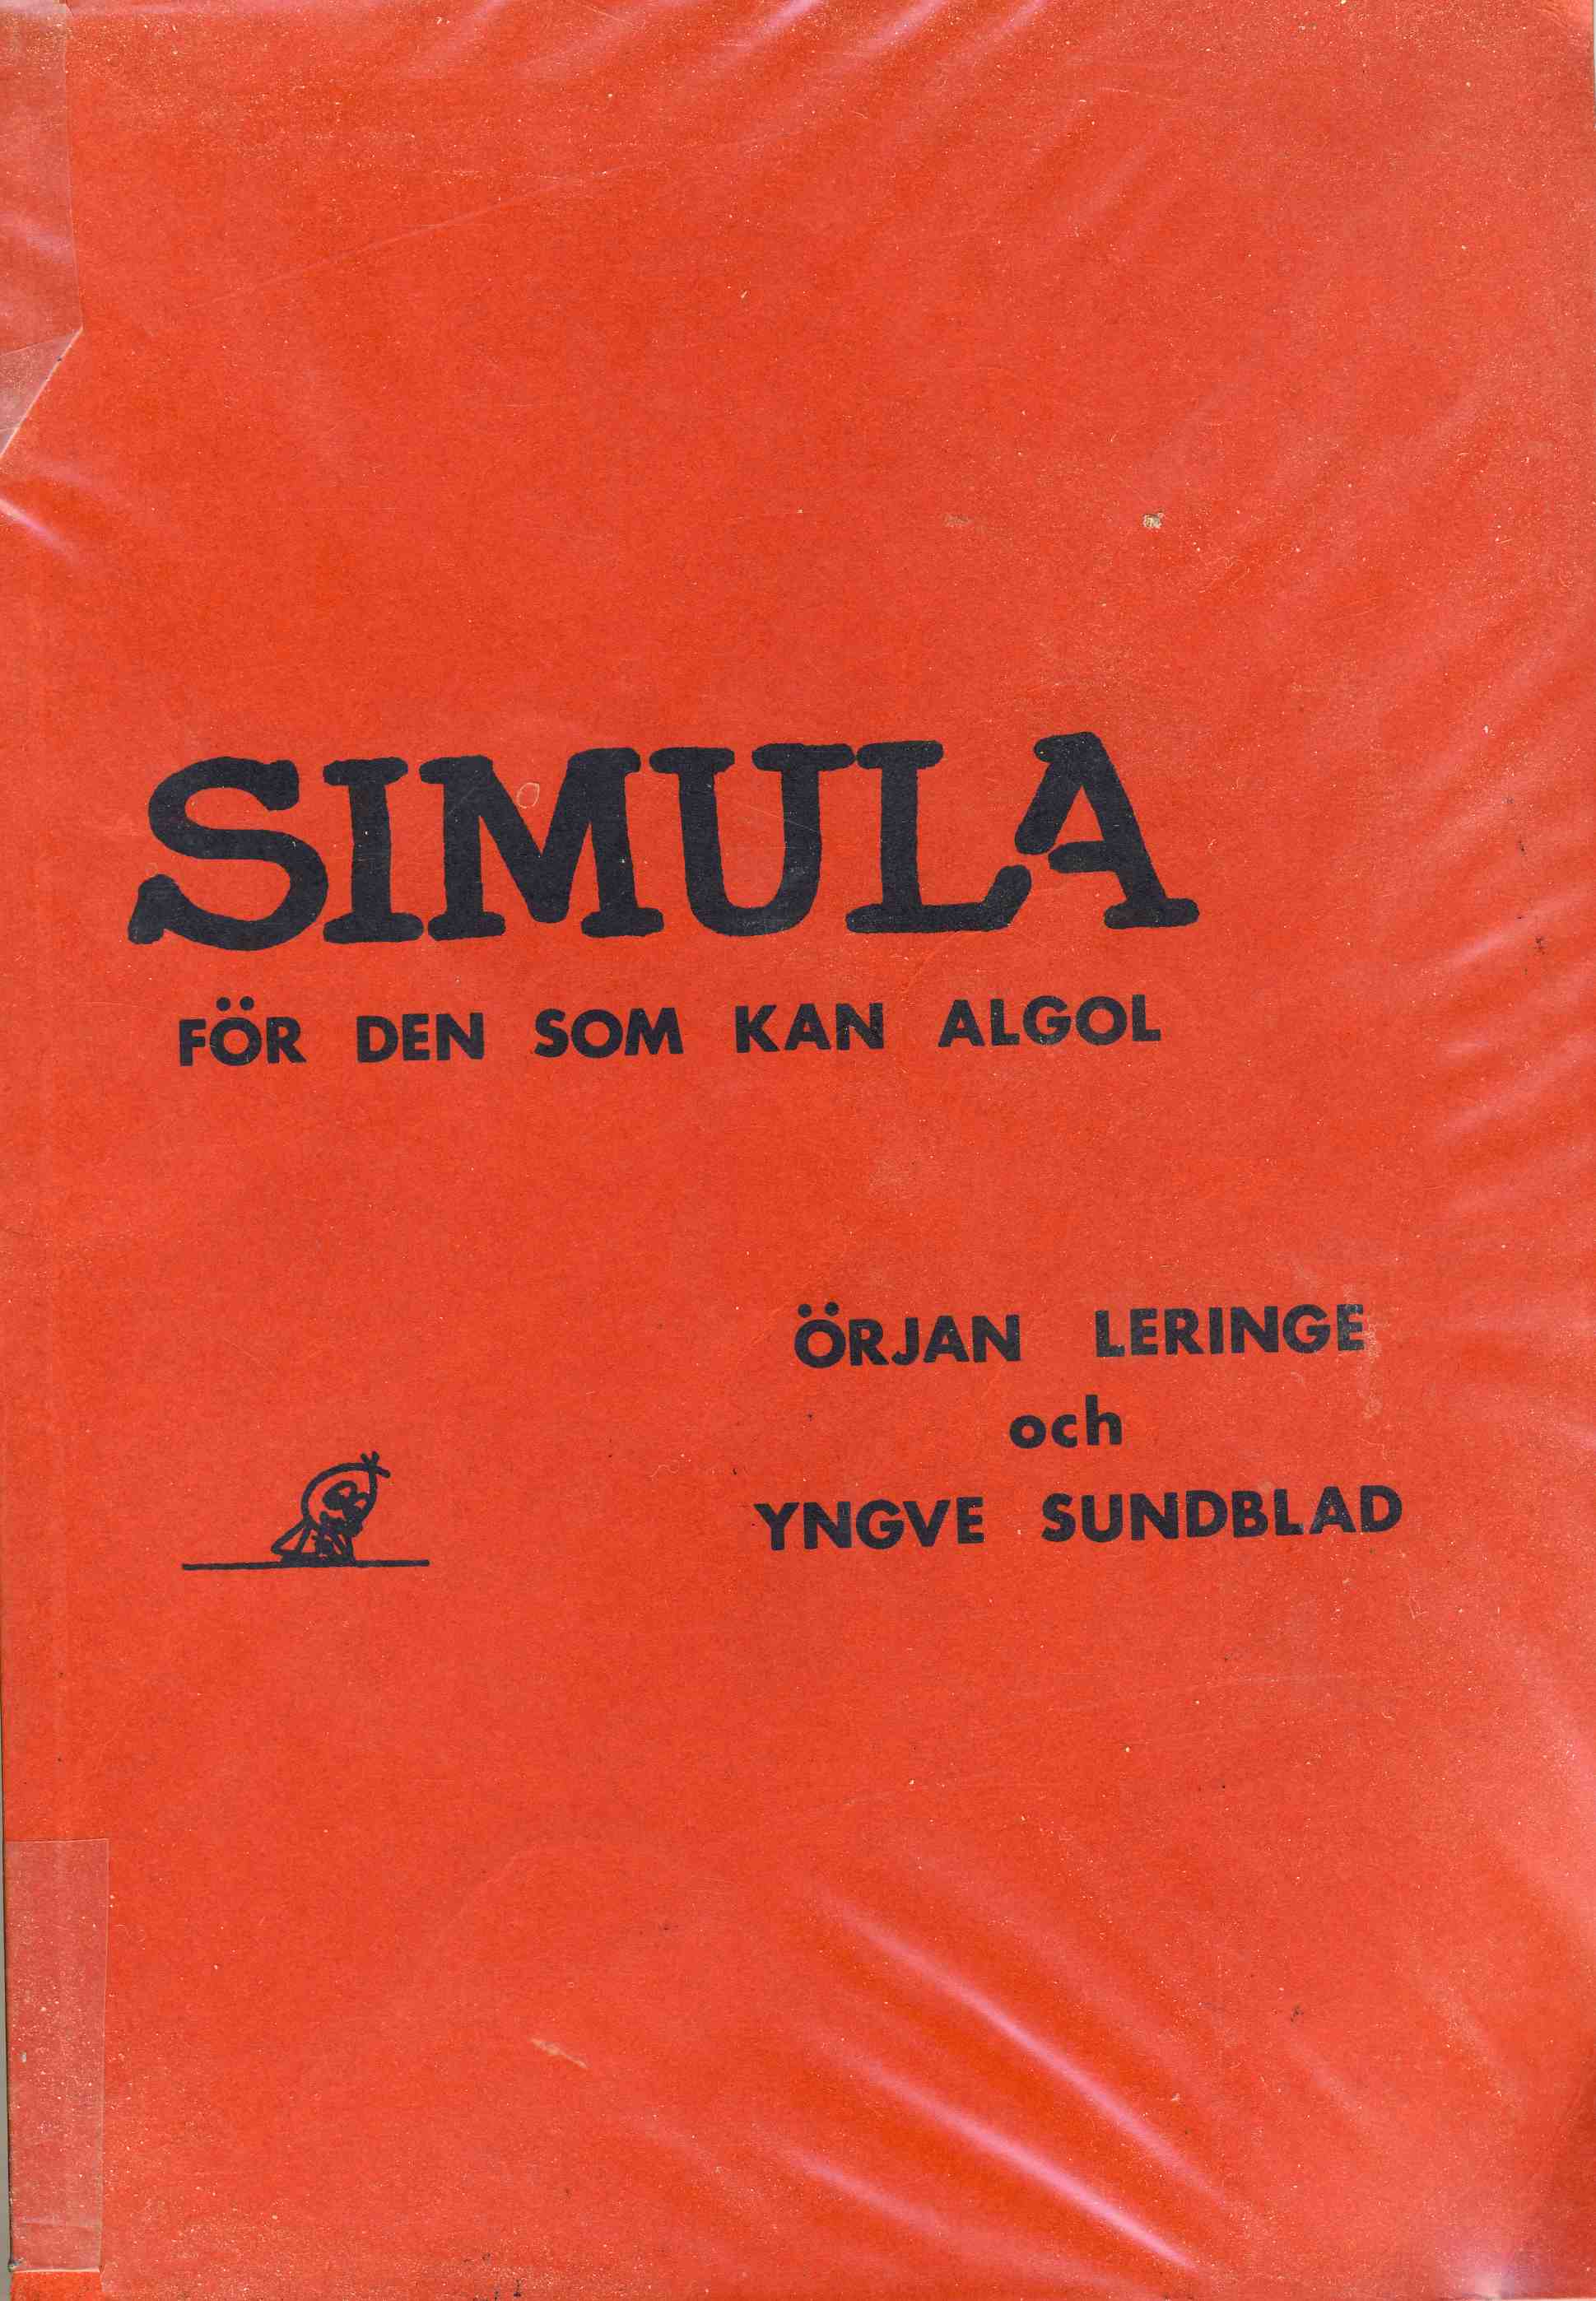 SIMULA
FÖR DEN SOM KAN ALGOL
ÖRJAN LERINGE
och
YNGVE SUNDBLAD